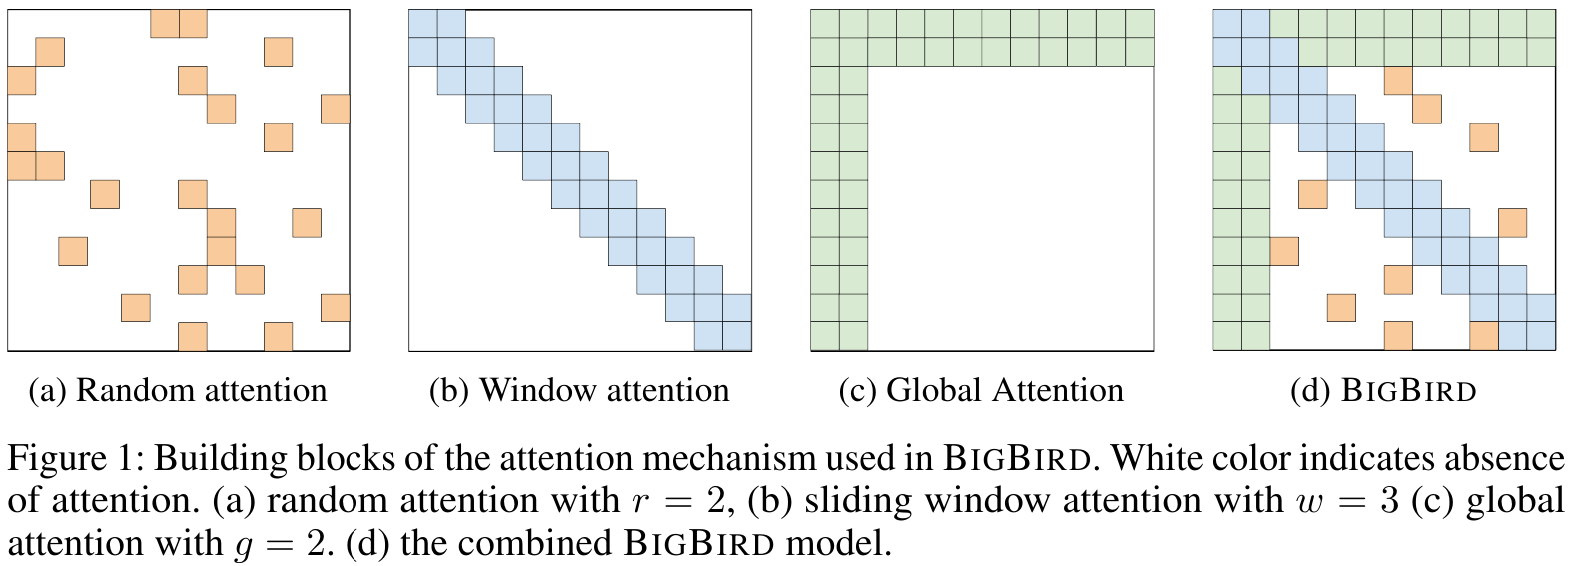 (a) Random attention
(b) Window attention
(c) Global Attention
(d) BIGBIRD
Figure 1: Building blocks of the attention mechanism used in BIGBIRD. White color indicates absence
of attention. (a) random attention with r = 2, (b) sliding window attention with w = 3 (c) global
attention with g = 2. (d) the combined BIGBIRD model.